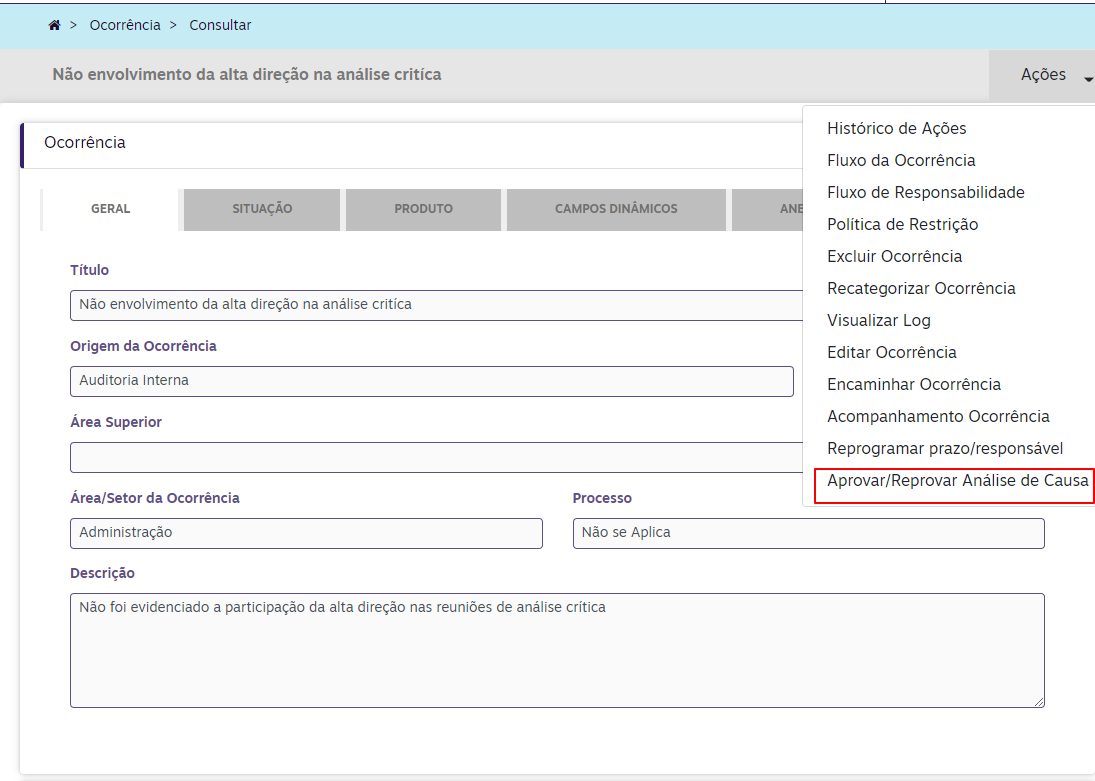 > Ocorrência > Consultar
Não envolvimento da alta direção na análise critíca
Ações
Histórico de Ações
Fluxo da Ocorrência
Fluxo de Responsabilidade
Política de Restrição
Excluir Ocorrência
Recategorizar Ocorrência
Visualizar Log
Editar Ocorrência
Encaminhar Ocorrência
Acompanhamento Ocorrência
Reprogramar prazo/responsável
Aprovar/Reprovar Análise de Causa
Ocorrência
GERAL SITUAÇÃO PRODUTO CAMPOS DINÂMICOS ANE
Título
Não envolvimento da alta direção na análise critíca
Origem da Ocorrência
Auditoria Interna
Área Superior
Área/Setor da Ocorrência Processo
Administração Não se Aplica
Descrição
Não foi evidenciado a participação da alta direção nas reuniões de análise crítica